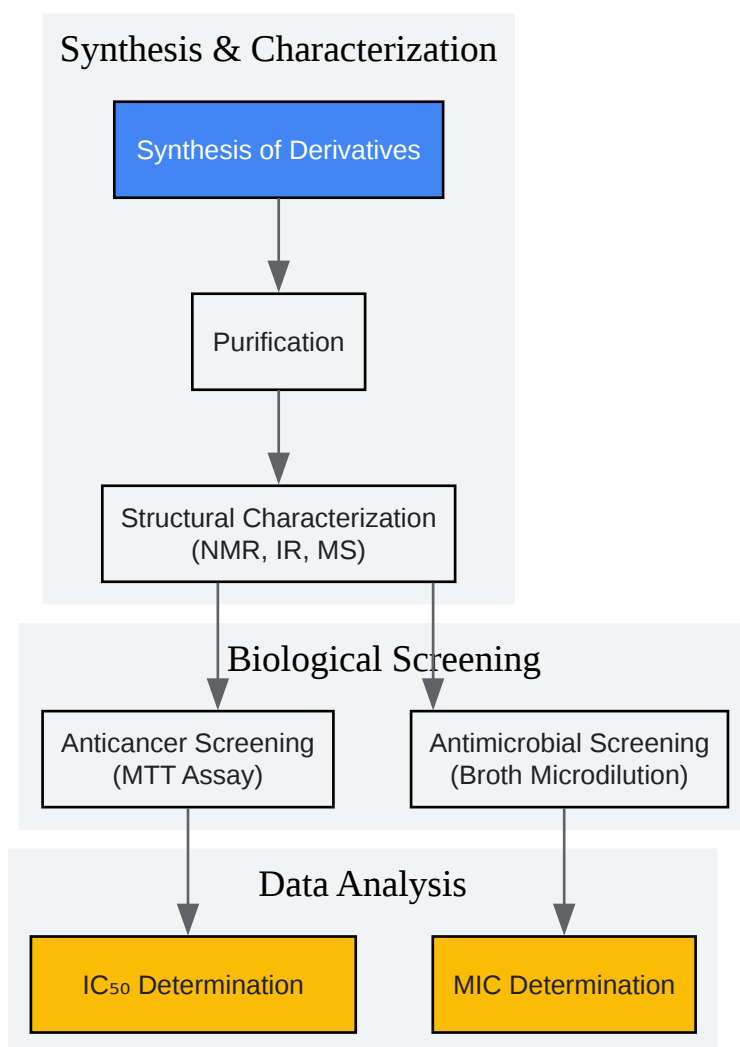 Synthesis & Characterization
Synthesis of Derivatives
Purification
Structural Characterization
(NMR, IR, MS)
Biological Screening
Anticancer Screening
(MTT Assay)
Antimicrobial Screening
(Broth Microdilution)
Data Analysis
IC₅₀ Determination
MIC Determination